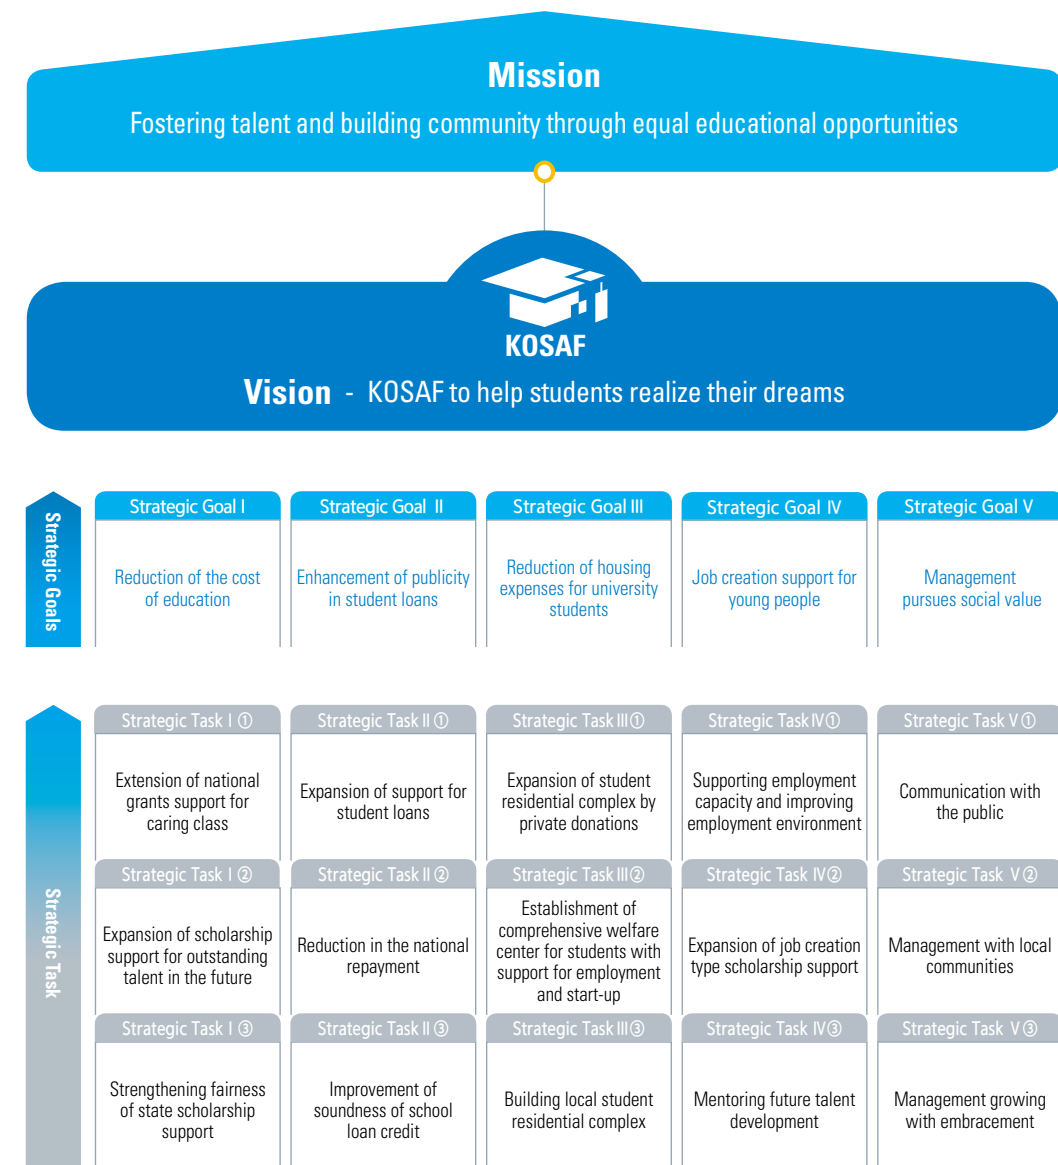 Mission
Fostering talent and building community through equal educational opportunities
KOSAF
Vision - KOSAF to help students realize their dreams
Strategic Goals
Strategic Goal I
Strategic Goal II
Strategic Goal III
Strategic Goal IV
Strategic Goal V
Reduction of the cost
of education
Enhancement of publicity
in student loans
Reduction of housing
expenses for university
students
Job creation support for
young people
Management
pursues social value
Strategic Task
Strategic Task I ①
Strategic Task II ①
Strategic Task III①
Strategic Task IV①
Strategic Task V ①
Extension of national
grants support for
caring class
Expansion of support for
student loans
Expansion of student
residential complex by
private donations
Supporting employment
capacity and improving
employment environment
Communication with
the public
Strategic Task I ②
Strategic Task II ②
Strategic Task III②
Strategic Task IV②
Strategic Task V ②
Expansion of scholarship
support for outstanding
talent in the future
Reduction in the national
repayment
Establishment of
comprehensive welfare
center for students with
support for employment
and start-up
Expansion of job creation
type scholarship support
Management with local
communities
Strategic Task I ③
Strategic Task II ③
Strategic Task III③
Strategic Task IV③
Strategic Task V ③
Strengthening fairness
of state scholarship
support
Improvement of
soundness of school
loan credit
Building local student
residential complex
Mentoring future talent
development
Management growing
with embracement